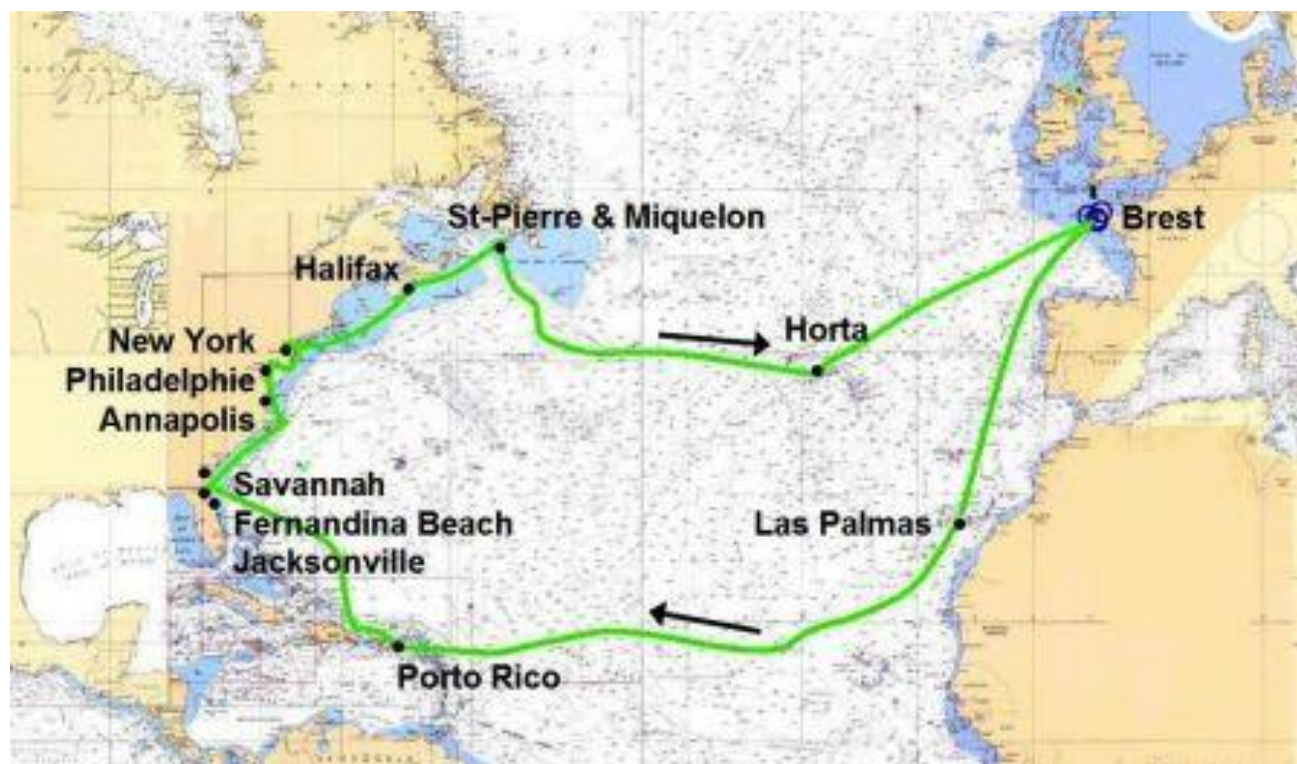 St-Pierre & Miquelon
Brest
Halifax
New York
Horta
Philadelphie
Annapolis
Savannah
Las Palmas
Fernandina Beach
Jacksonville
Porto Rico